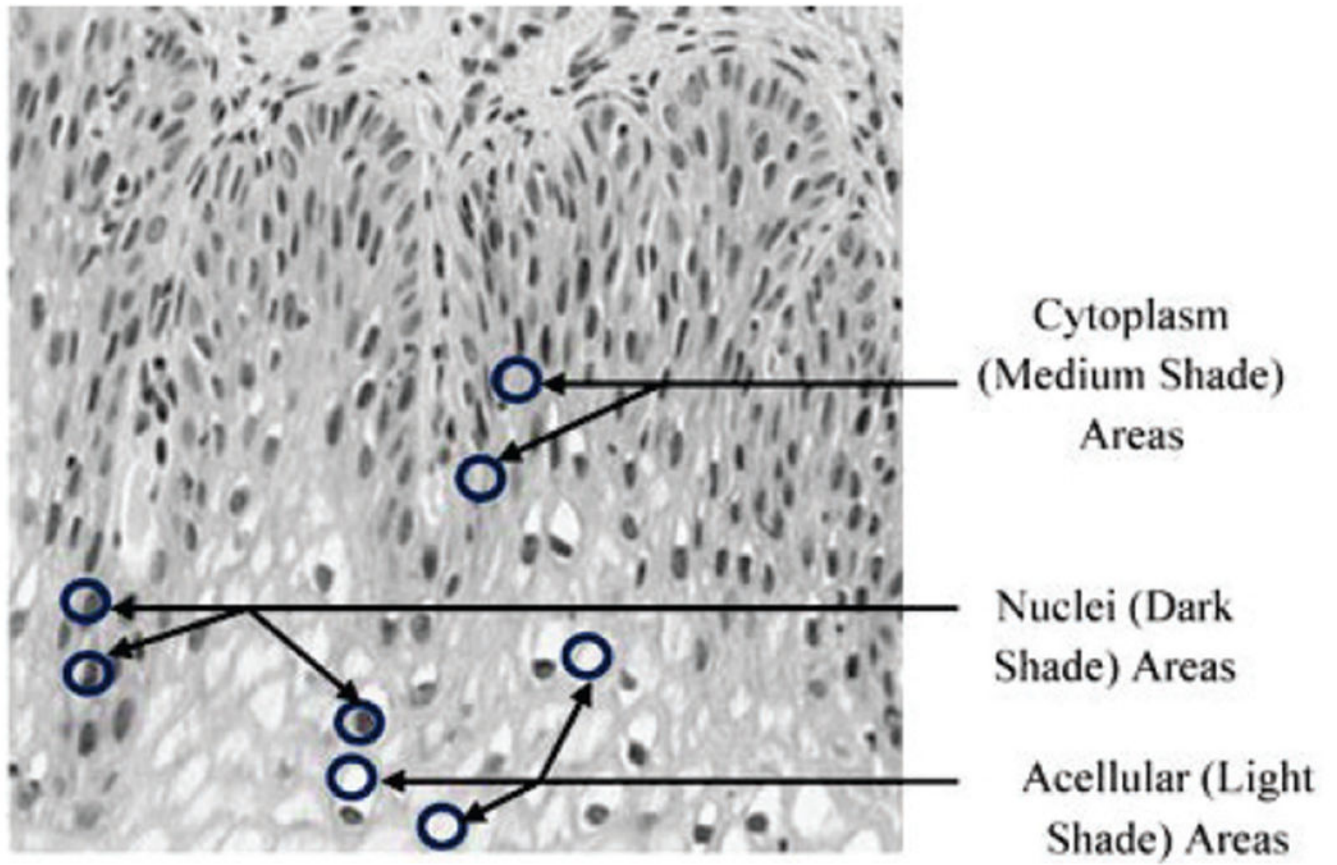 Cytoplasm
(Medium Shade)
Areas
Nuclei (Dark
Shade) Areas
Acellular (Light
Shade) Areas